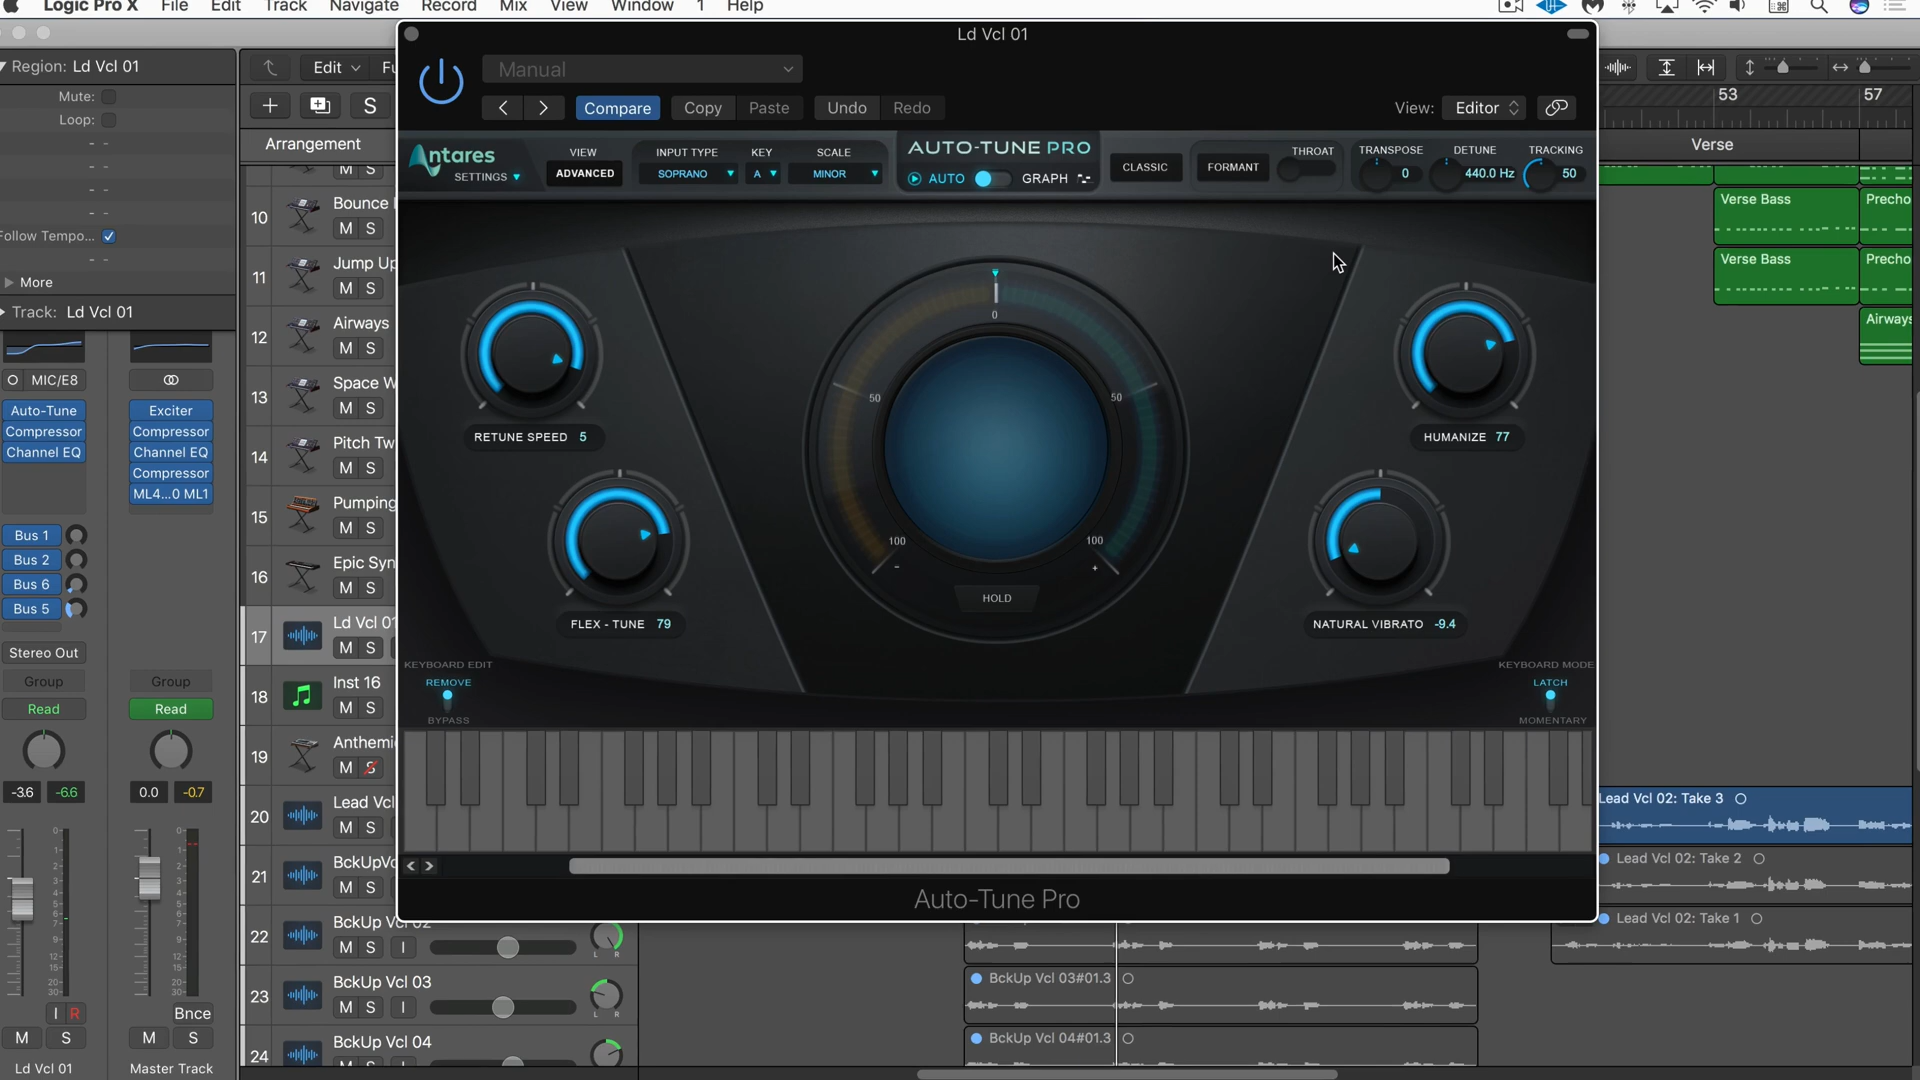 Logic Pro X File Edit Track Navigate Record Mix View Window 1 Help
Region: Ld Vcl 01
Mute:
Loop:
Follow Tempo...
More
Track: Ld Vcl 01
MIC/E8
Auto-Tune
Compressor
Channel EQ
Exciter
Compressor
Channel EQ
Compressor
ML4...0 ML1
Bus 1
Bus 2
Bus 6
Bus 5
Stereo Out
Group
Group
Read
Read
-3.6 -6.6
0.0 -0.7
I R
Bnce
M S
M S
Ld Vcl 01
Master Track
Edit
S
Arrangement
M S
10 Bounce
M S
11 Jump Up
M S
12 Airways
M S
13 Space W
M S
14 Pitch Tw
M S
15 Pumping
M S
16 Epic Syn
M S
17 Ld Vcl 01
M S
18 Inst 16
M S
19 Anthemi
M S
20 Lead Vcl
M S
21 BckUpVo
M S
22 BckUp Vcl 02
M S I
L R
23 BckUp Vcl 03
M S I
L R
24 BckUp Vcl 04
Ld Vcl 01
Manual
Compare Copy Paste Undo Redo
View: Editor
Antares
SETTINGS
VIEW
ADVANCED
INPUT TYPE
SOPRANO
KEY
A
SCALE
MINOR
AUTO-TUNE PRO
AUTO GRAPH
CLASSIC
FORMANT
THROAT
TRANSPOSE
0
DETUNE
440.0 Hz
TRACKING
50
RETUNE SPEED 5
FLEX - TUNE 79
0
50 50
100 100
- +
HOLD
HUMANIZE 77
NATURAL VIBRATO -9.4
KEYBOARD EDIT
REMOVE
BYPASS
KEYBOARD MODE
LATCH
MOMENTARY
Auto-Tune Pro
53 57
Verse
Verse Bass Precho
Verse Bass Precho
Airways
Lead Vcl 02: Take 3
Lead Vcl 02: Take 2
Lead Vcl 02: Take 1
BckUp Vcl 03#01.3
BckUp Vcl 04#01.3